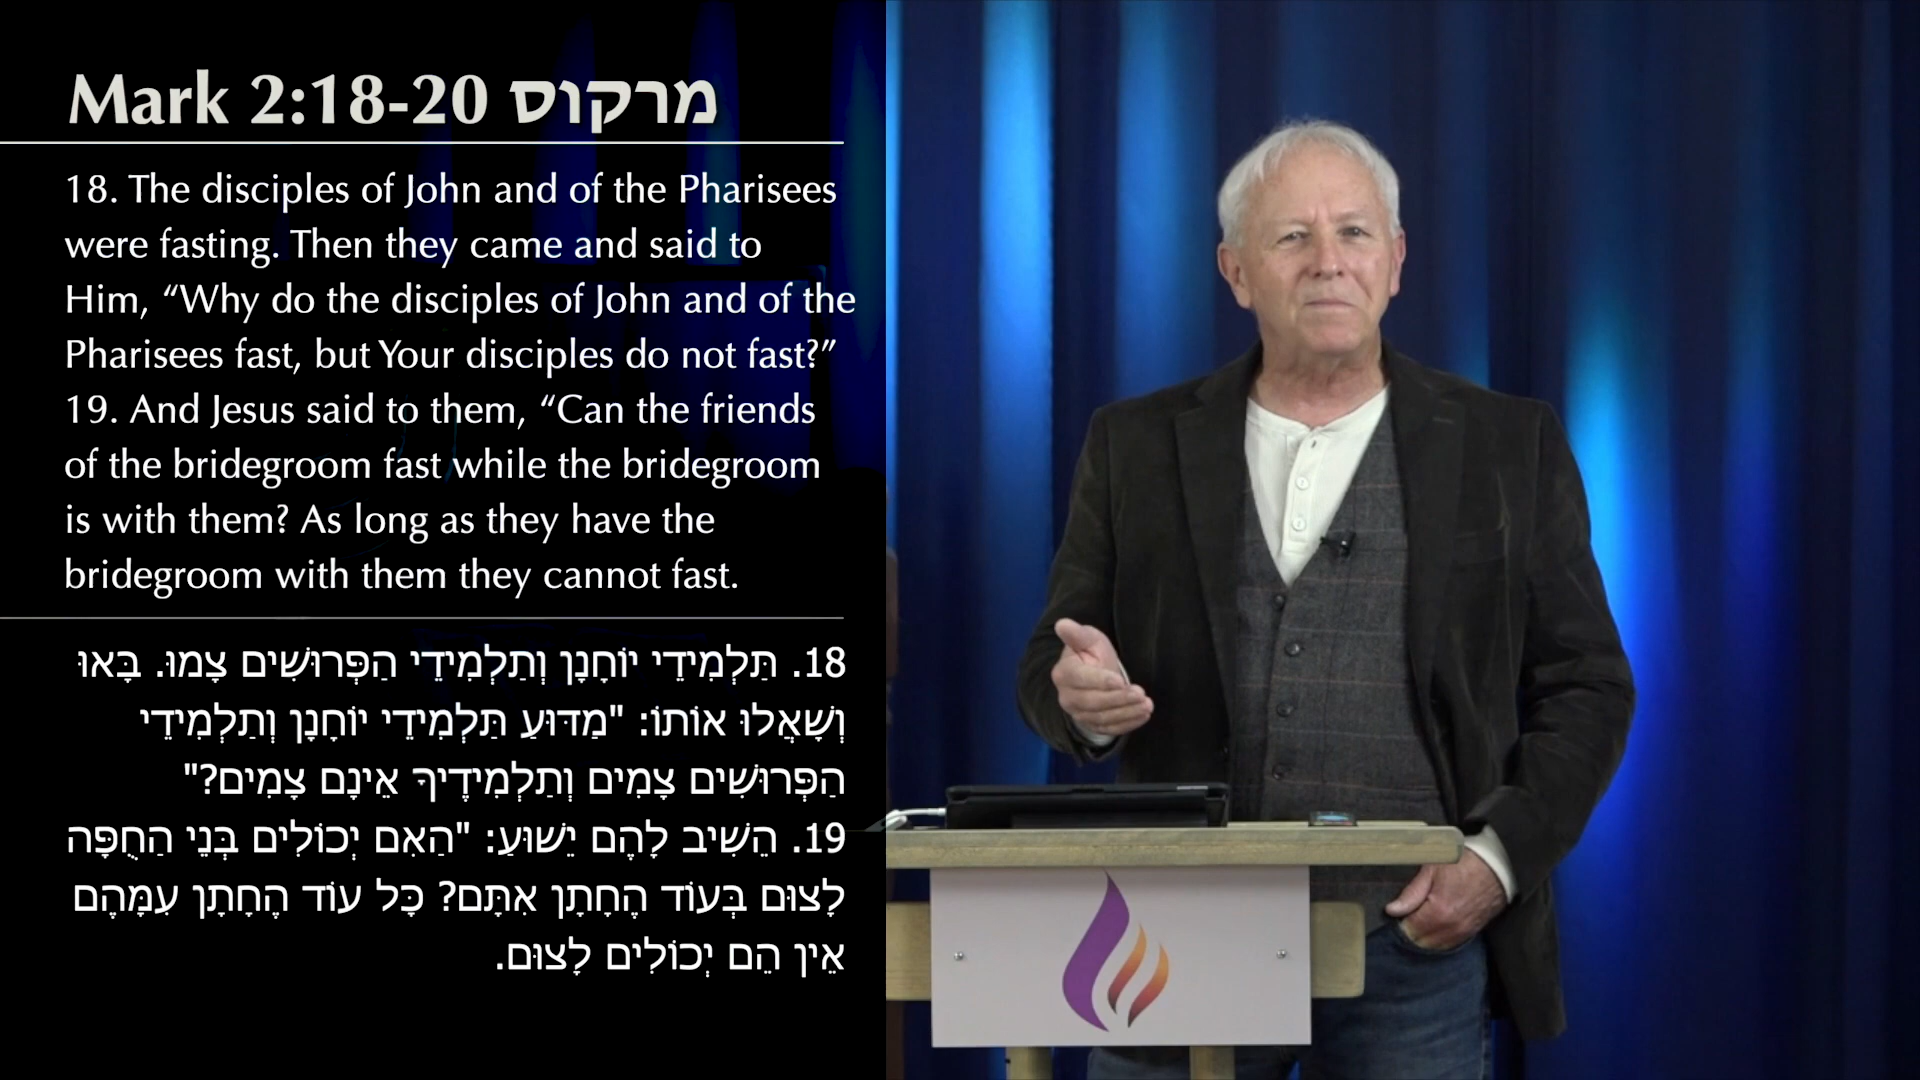 Mark 2:18-20 מרקוס
18. The disciples of John and of the Pharisees
were fasting. Then they came and said to
Him, “Why do the disciples of John and of the
Pharisees fast, but Your disciples do not fast?”
19. And Jesus said to them, “Can the friends
of the bridegroom fast while the bridegroom
is with them? As long as they have the
bridegroom with them they cannot fast.
18. תַּלְמִידֵי יוֹחָנָן וְתַלְמִידֵי הַפְּרוּשִׁים צָמוּ. בָּאוּ
וְשָׁאֲלוּ אוֹתוֹ: "מַדּוּעַ תַּלְמִידֵי יוֹחָנָן וְתַלְמִידֵי
הַפְּרוּשִׁים צָמִים וְתַלְמִידֶיךָ אֵינָם צָמִים?"
19. הֵשִׁיב לָהֶם יֵשׁוּעַ: "הַאִם יְכוֹלִים בְּנֵי הַחֻפָּה
לָצוּם בְּעוֹד הֶחָתָן אִתָּם? כָּל עוֹד הֶחָתָן עִמָּהֶם
אֵין הֵם יְכוֹלִים לָצוּם.